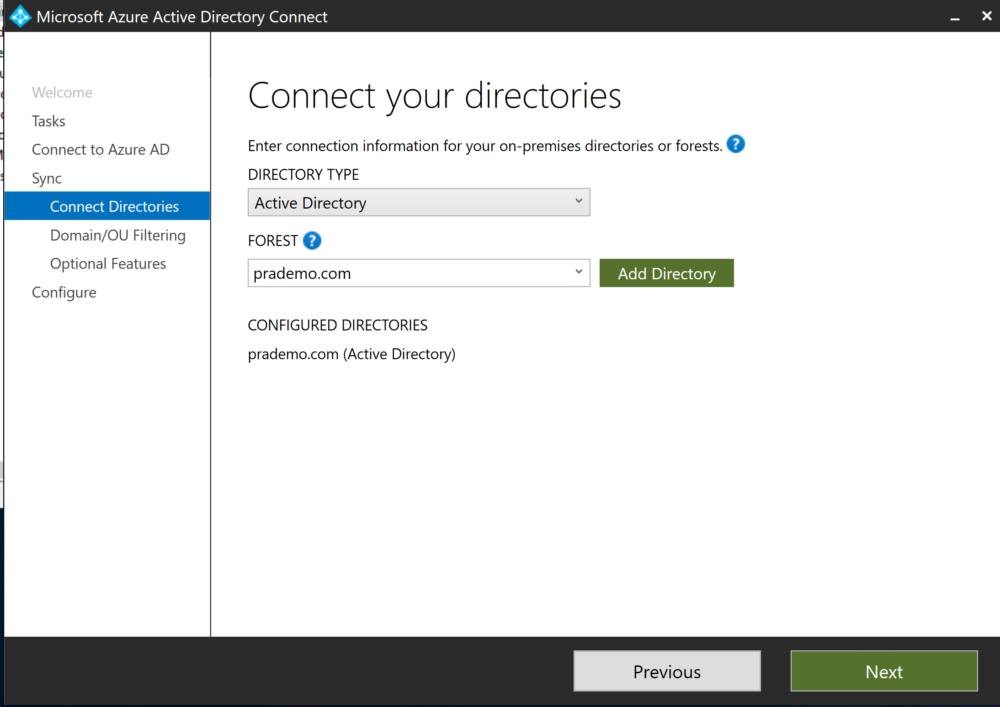 Microsoft Azure Active Directory Connect
Welcome
Tasks
Connect to Azure AD
Sync
Connect Directories
Domain/OU Filtering
Optional Features
Configure
Connect your directories
Enter connection information for your on-premises directories or forests. ?
DIRECTORY TYPE
Active Directory
FOREST ?
prademo.com
Add Directory
CONFIGURED DIRECTORIES
prademo.com (Active Directory)
Previous
Next